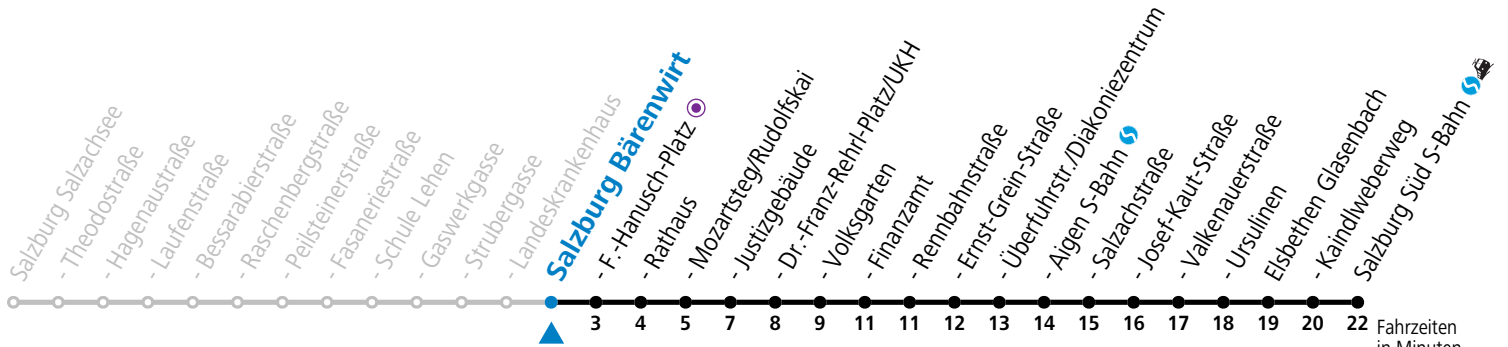 Salzburg Salzachsee
- Theodostraße
- Hagenaustraße
- Laufenstraße
- Bessarabierstraße
- Raschenbergstraße
- Peilsteinerstraße
- Fasaneriestraße
- Schule Lehen
- Gaswerkgasse
- Strubergasse
- Landeskrankenhaus
Salzburg Bärenwirt
- F.-Hanusch-Platz
- Rathaus
- Mozartsteg/Rudolfskai
- Justizgebäude
- Dr.-Franz-Rehrl-Platz/UKH
- Volksgarten
- Finanzamt
- Rennbahnstraße
- Ernst-Grein-Straße
- Überfuhrstr./Diakoniezentrum
- Aigen S-Bahn
- Salzachstraße
- Josef-Kaut-Straße
- Valkenauerstraße
- Ursulinen
Elsbethen Glasenbach
- Kaindlweberweg
Salzburg Süd S-Bahn
3 4 5 7 8 9 11 11 12 13 14 15 16 17 18 19 20 22 Fahrzeiten
in Minuten